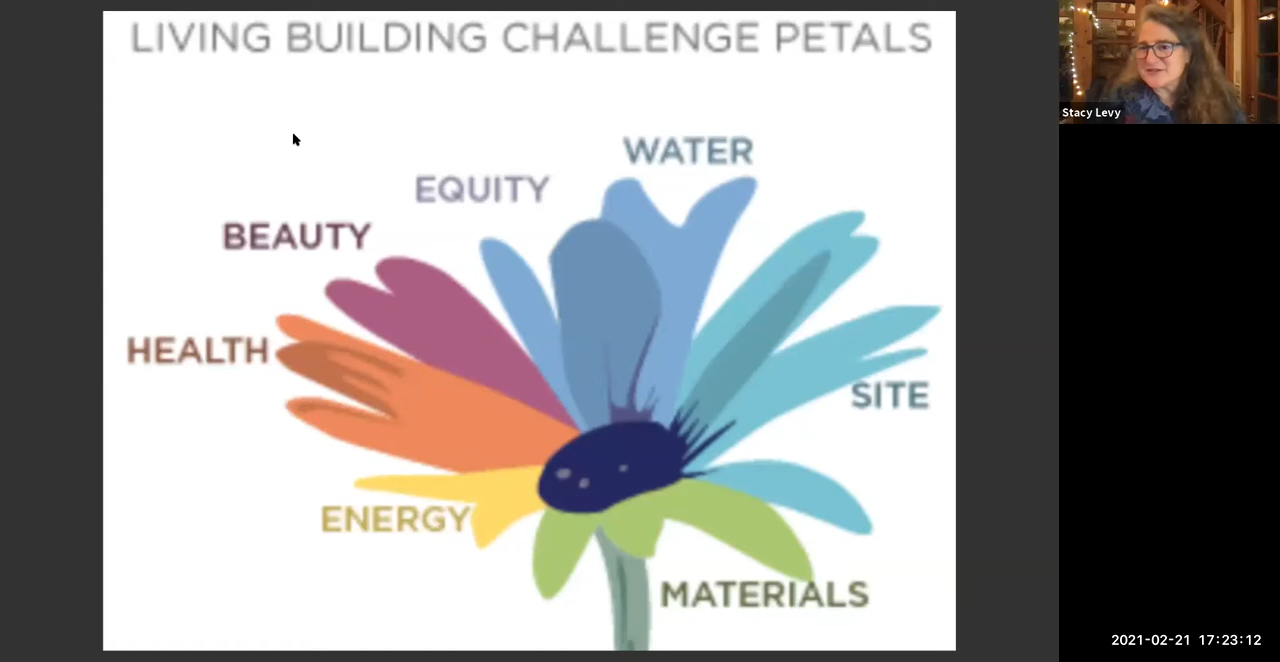 LIVING BUILDING CHALLENGE PETALS
WATER
EQUITY
BEAUTY
HEALTH
SITE
ENERGY
MATERIALS
Stacy Levy
2021-02-21 17:23:12